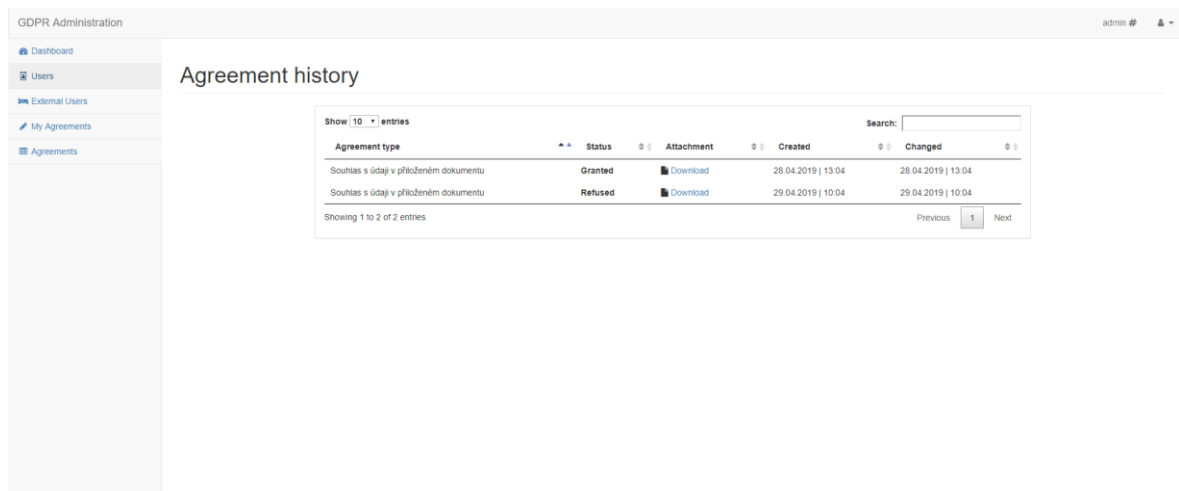 GDPR Administration
admin #
Dashboard
Users
External Users
My Agreements
Agreements
Agreement history
Show 10 entries
Search:
Agreement type Status Attachment Created Changed
Souhlas s údaji v přiloženém dokumentu Granted Download 28.04.2019 | 13:04 28.04.2019 | 13:04
Souhlas s údaji v přiloženém dokumentu Refused Download 29.04.2019 | 10:04 29.04.2019 | 10:04
Showing 1 to 2 of 2 entries
Previous 1 Next